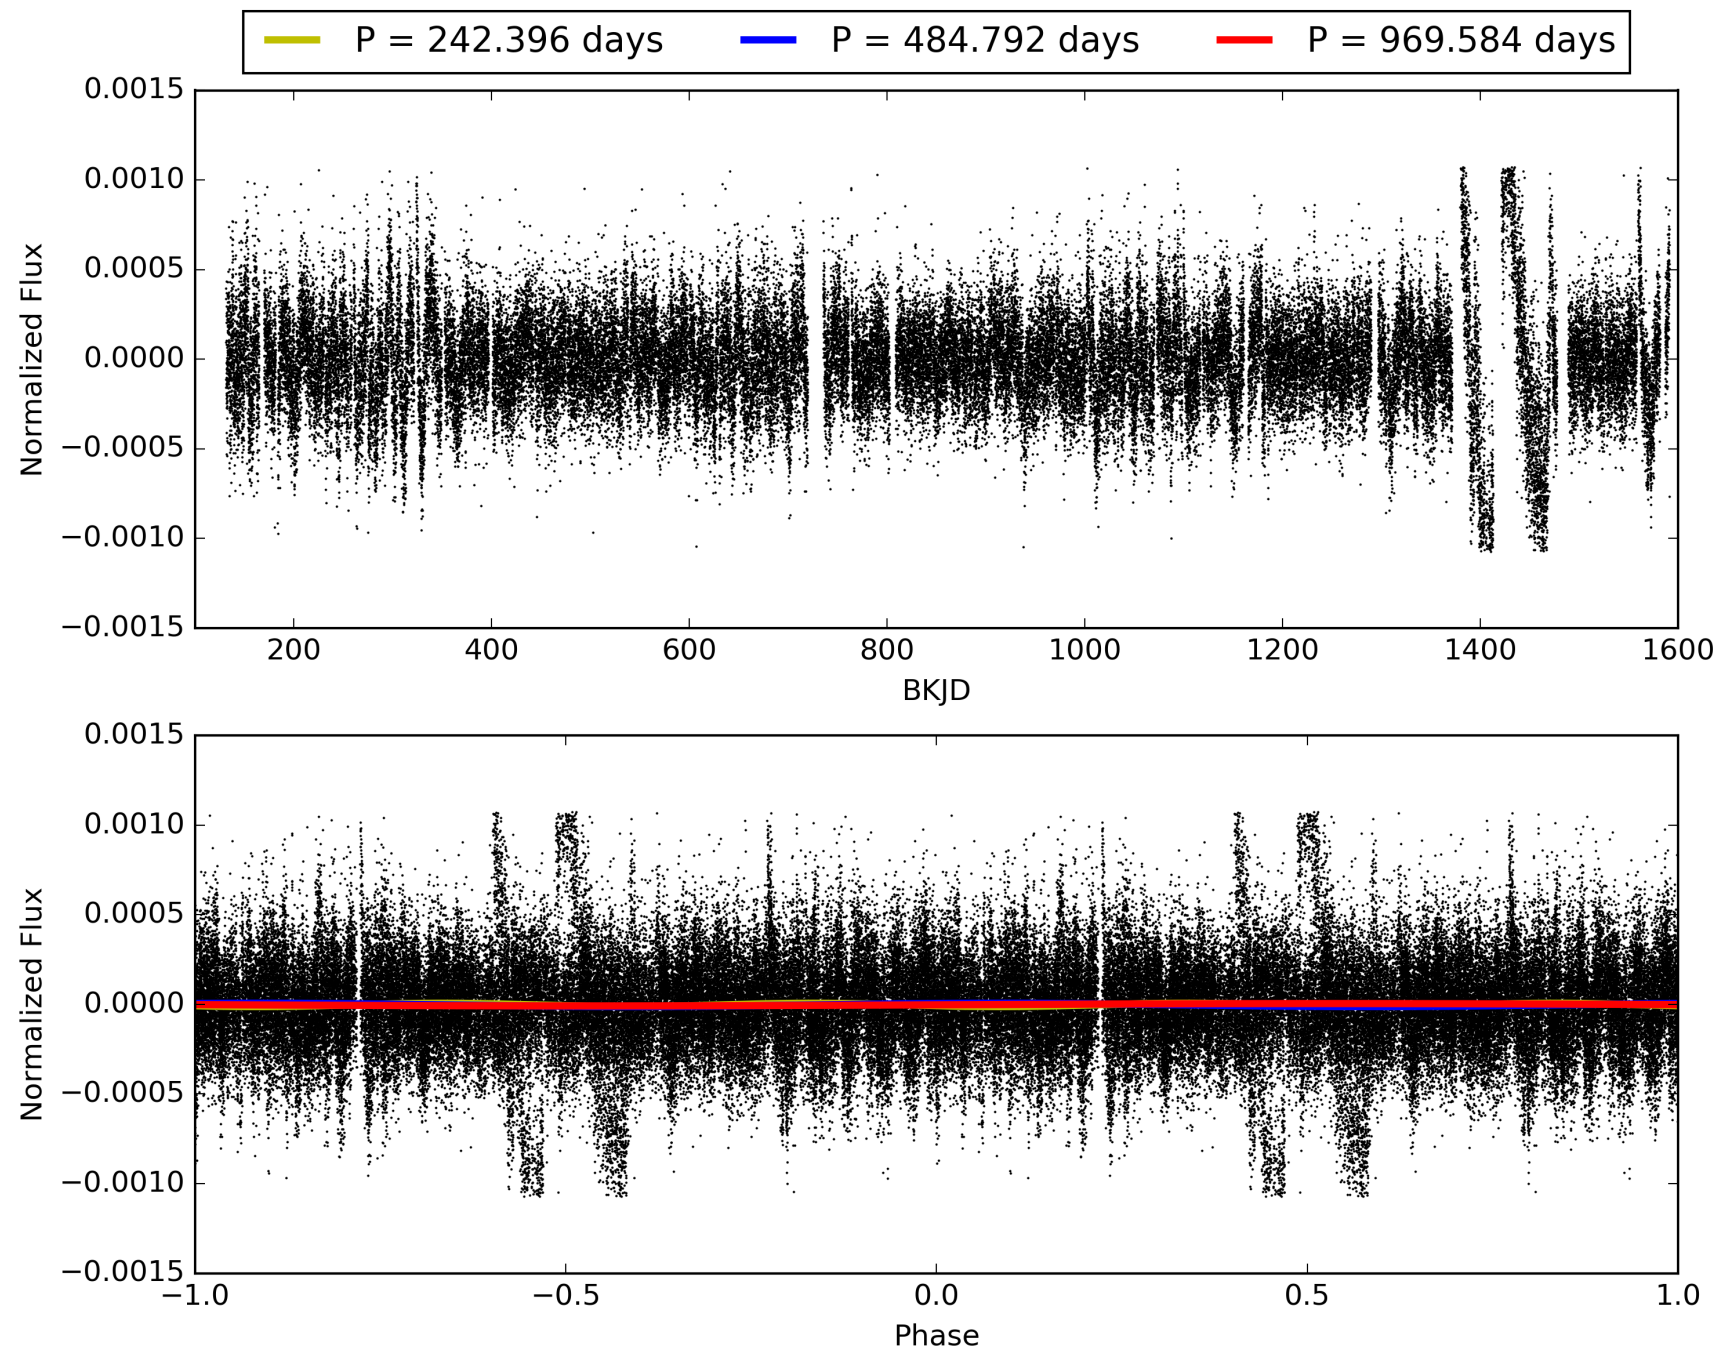 P = 242.396 days P = 484.792 days P = 969.584 days
0.0015
0.0010
0.0005
0.0000
−0.0005
−0.0010
−0.0015
Normalized Flux
200 400 600 800 1000 1200 1400 1600
BKJD
0.0015
0.0010
0.0005
0.0000
−0.0005
−0.0010
−0.0015
Normalized Flux
−1.0 −0.5 0.0 0.5 1.0
Phase